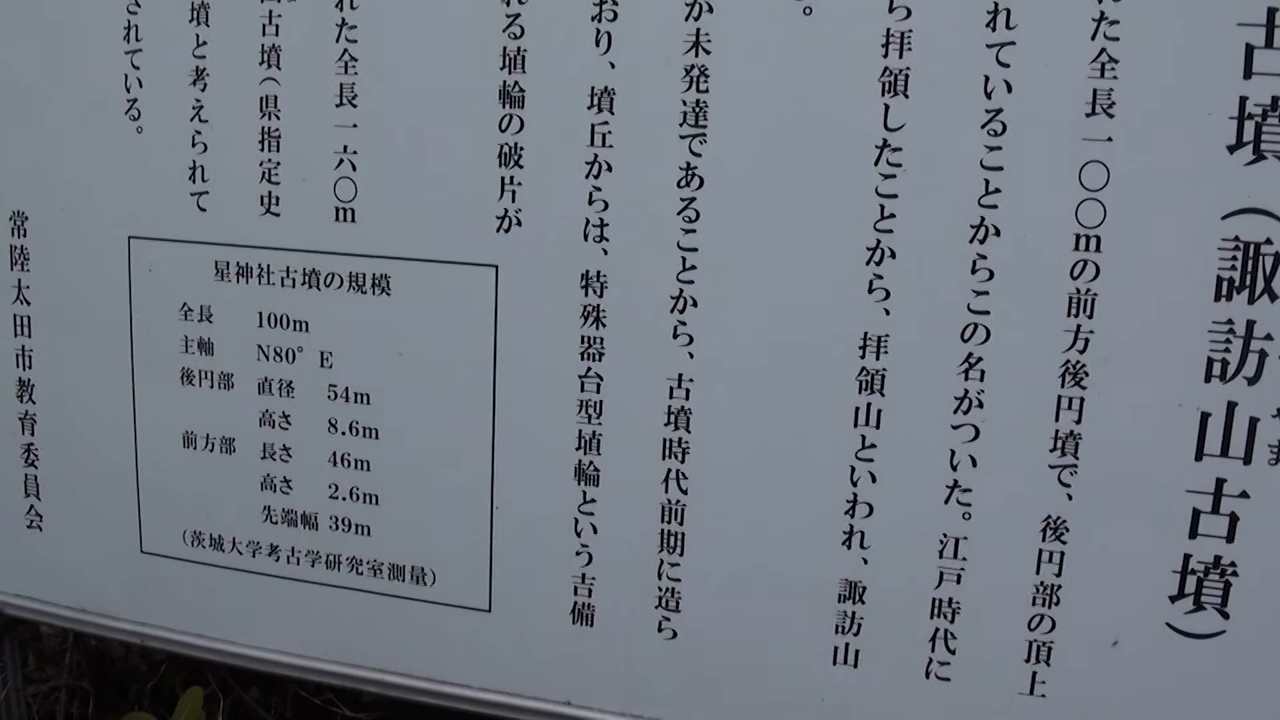 古墳（諏訪山古墳）
れた全長一〇〇mの前方後円墳で、後円部の頂上
れていることからこの名がついた。江戸時代に
ら拝領したことから、拝領山といわれ、諏訪山
。
か未発達であることから、古墳時代前期に造ら
おり、墳丘からは、特殊器台型埴輪という吉備
れる埴輪の破片が
れた全長一六〇m
古墳（県指定史
墳と考えられて
されている。
星神社古墳の規模
全長 100m
主軸 N80° E
後円部 直径 54m
高さ 8.6m
前方部 長さ 46m
高さ 2.6m
先端幅 39m
（茨城大学考古学研究室測量）
常陸太田市教育委員会